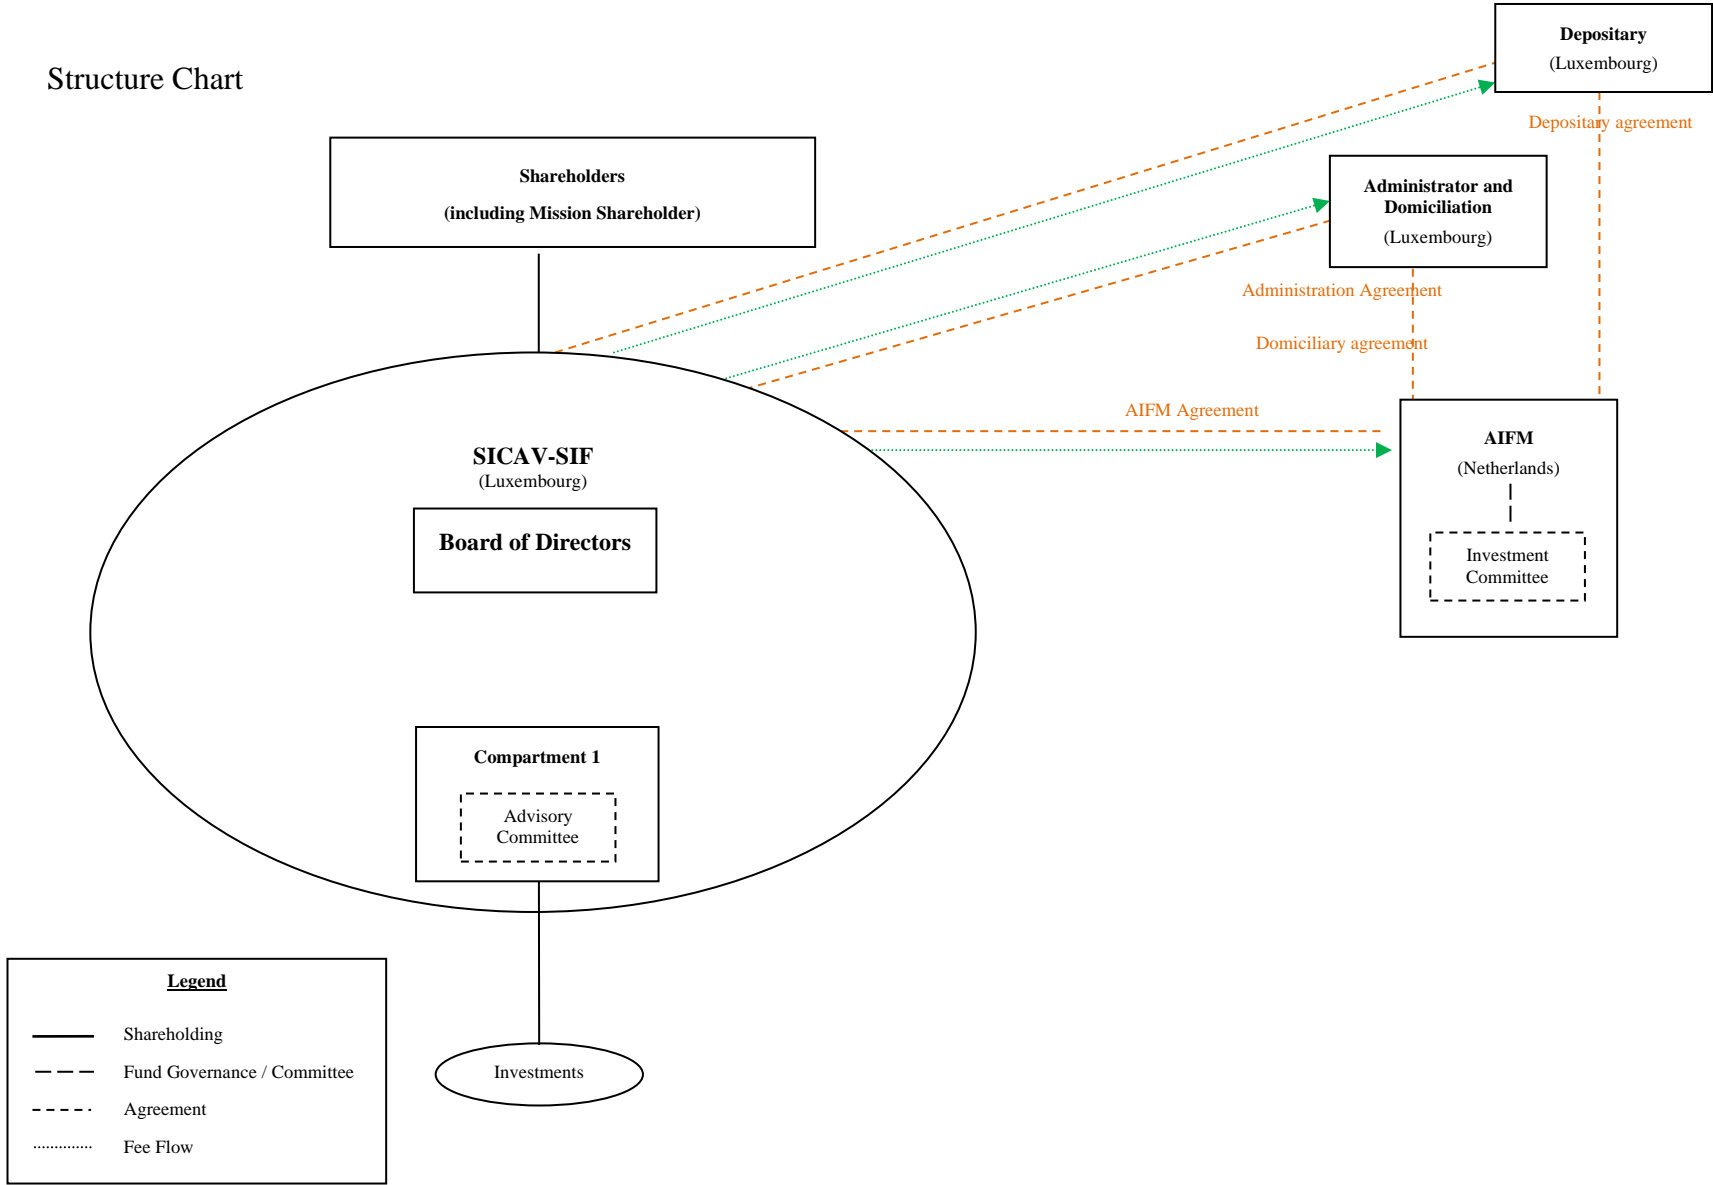 Structure Chart
Depositary
(Luxembourg)
Depositary agreement
Shareholders
(including Mission Shareholder)
Administrator and
Domiciliation
(Luxembourg)
Administration Agreement
Domiciliary agreement
AIFM Agreement
AIFM
(Netherlands)
Investment
Committee
SICAV-SIF
(Luxembourg)
Board of Directors
Compartment 1
Advisory
Committee
Investments
Legend
Shareholding
Fund Governance / Committee
Agreement
Fee Flow